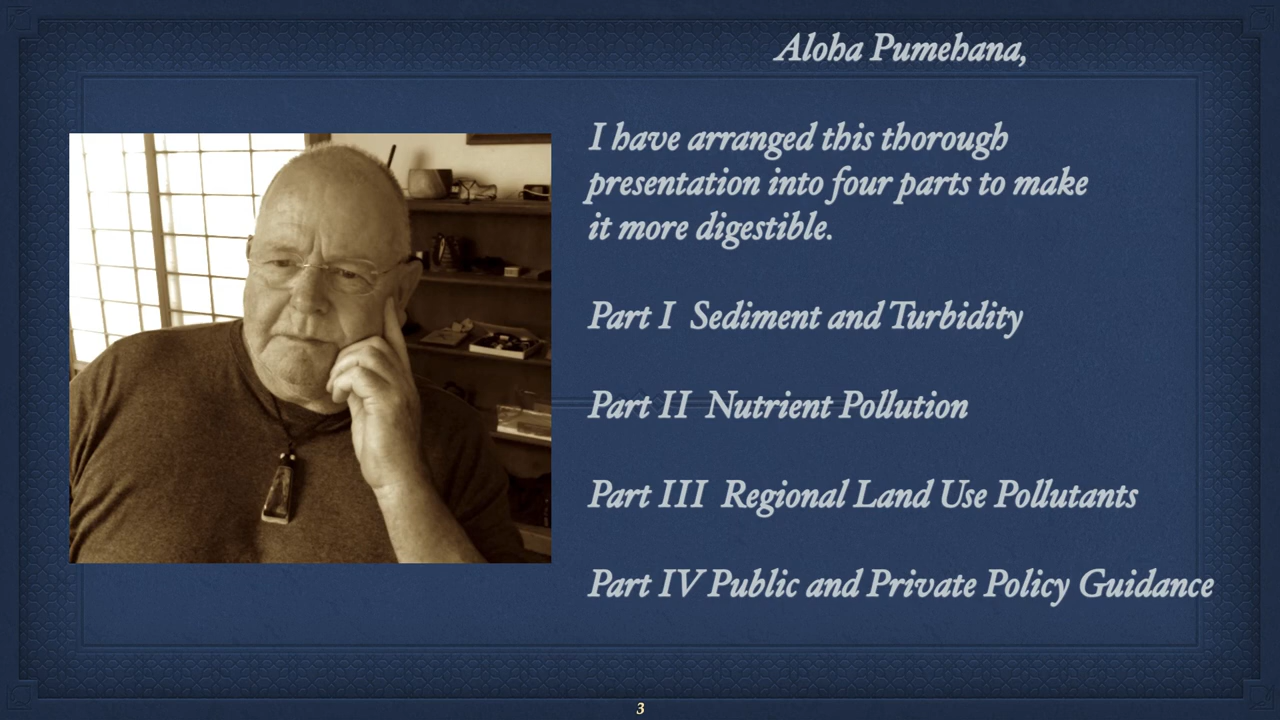 Aloha Pumehana,
I have arranged this thorough
presentation into four parts to make
it more digestible.
Part I Sediment and Turbidity
Part II Nutrient Pollution
Part III Regional Land Use Pollutants
Part IV Public and Private Policy Guidance
3